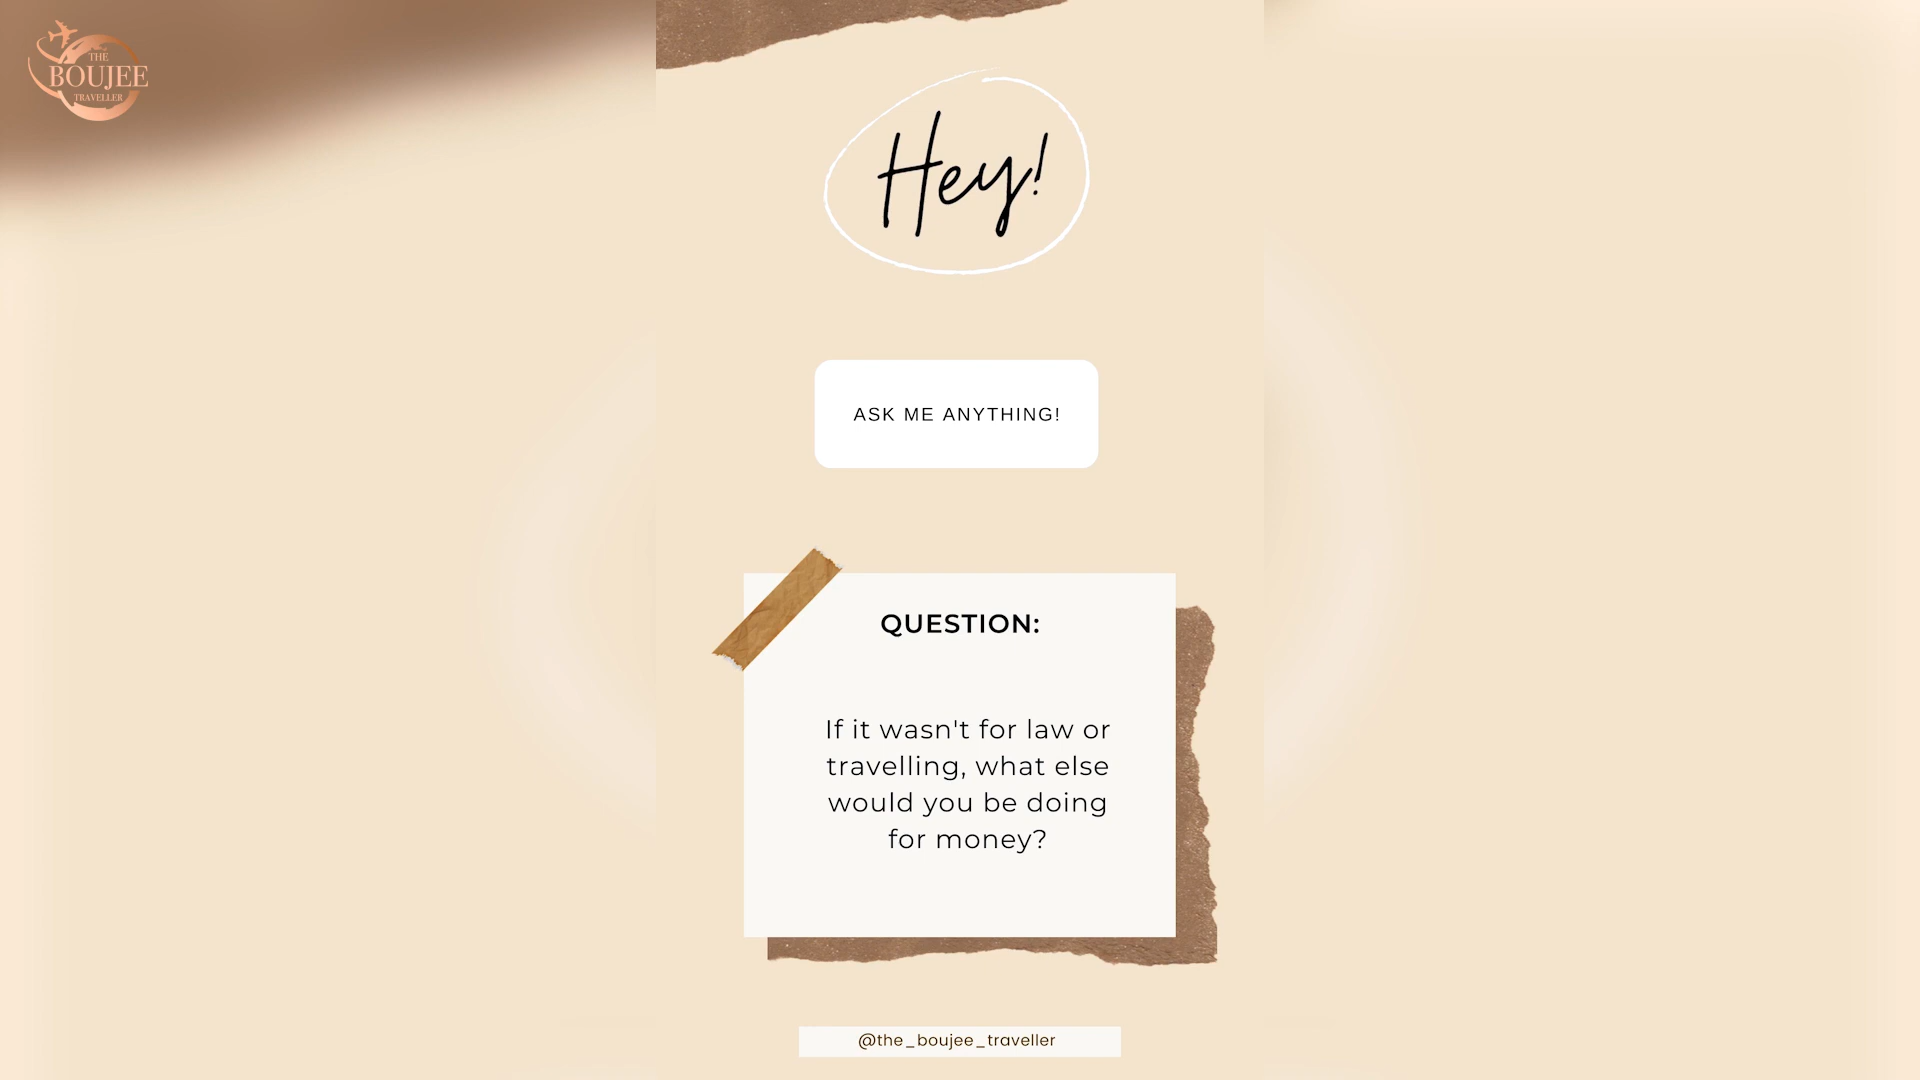 THE
BOUJEE
TRAVELLER
Hey!
ASK ME ANYTHING!
QUESTION:
If it wasn't for law or
travelling, what else
would you be doing
for money?
@the_boujee_traveller